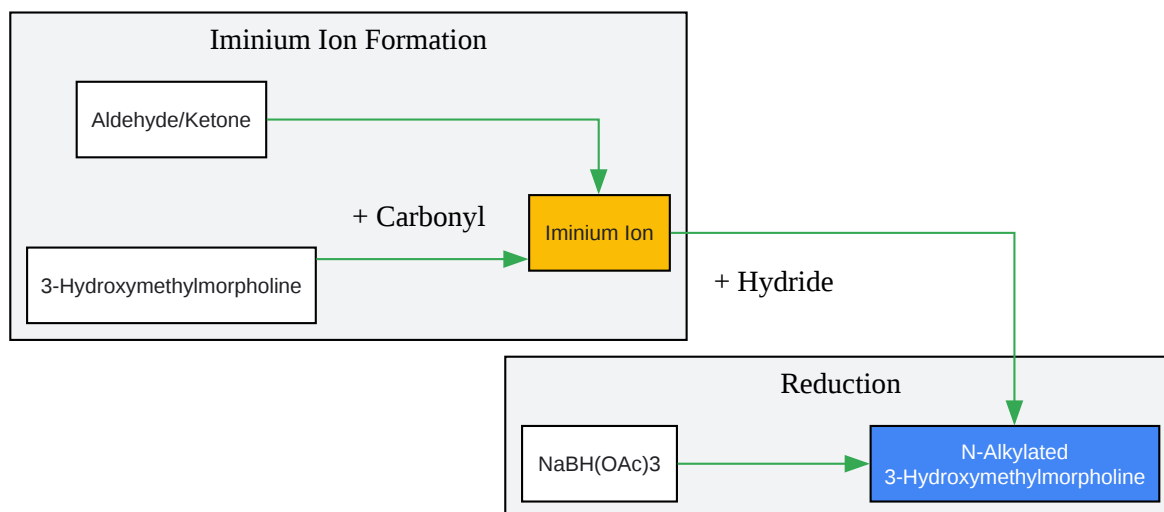 Iminium Ion Formation
Aldehyde/Ketone
+ Carbonyl
Iminium Ion
3-Hydroxymethylmorpholine
+ Hydride
Reduction
NaBH(OAc)3
N-Alkylated
3-Hydroxymethylmorpholine